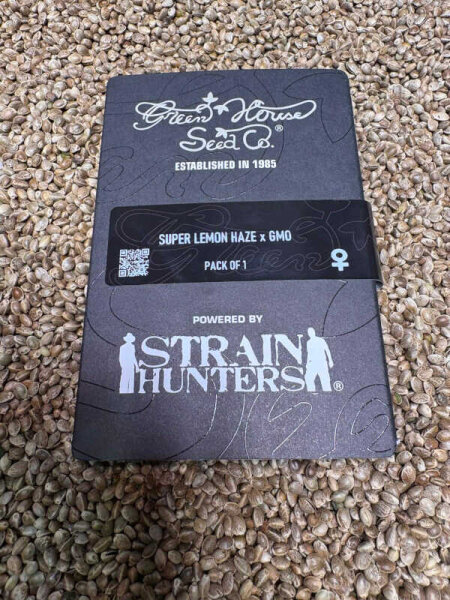 Green House
Seed Co.®
ESTABLISHED IN 1985
SUPER LEMON HAZE x GMO
PACK OF 1
POWERED BY
STRAIN
HUNTERS®